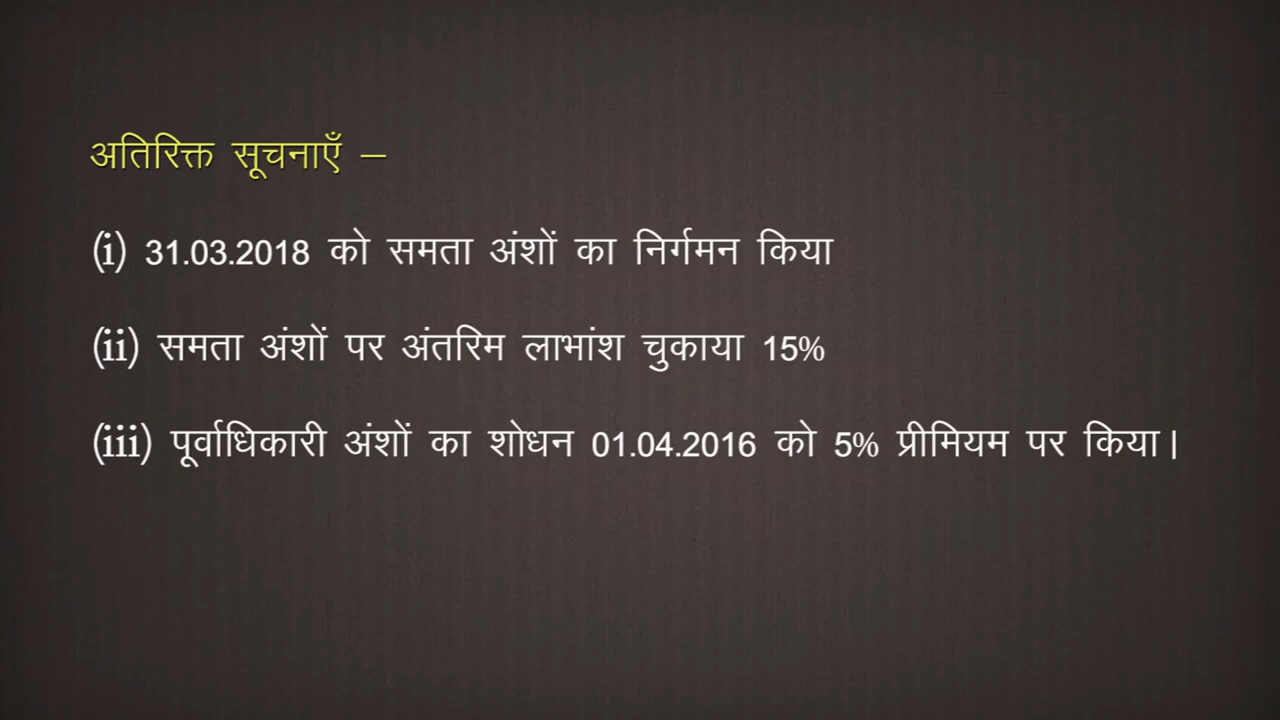 अतिरिक्त सूचनाएँ –
(i) 31.03.2018 को समता अंशों का निर्गमन किया
(ii) समता अंशों पर अंतरिम लाभांश चुकाया 15%
(iii) पूर्वाधिकारी अंशों का शोधन 01.04.2016 को 5% प्रीमियम पर किया।